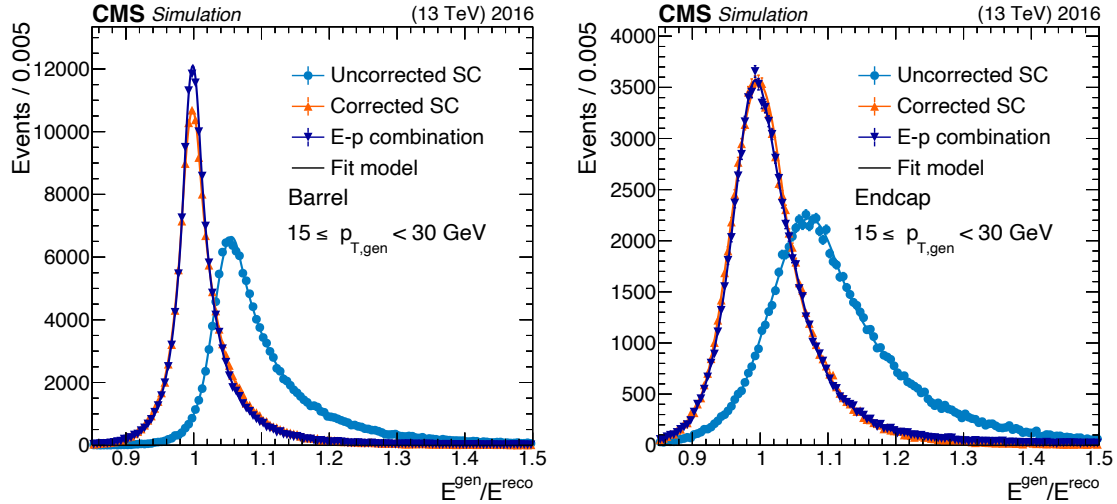 CMS Simulation (13 TeV) 2016
Events / 0.005
12000
10000
8000
6000
4000
2000
0
Uncorrected SC
Corrected SC
E-p combination
Fit model
Barrel
15 ≤ p_T,gen < 30 GeV
0.9 1 1.1 1.2 1.3 1.4 1.5
E^gen/E^reco
CMS Simulation (13 TeV) 2016
Events / 0.005
4000
3500
3000
2500
2000
1500
1000
500
0
Uncorrected SC
Corrected SC
E-p combination
Fit model
Endcap
15 ≤ p_T,gen < 30 GeV
0.9 1 1.1 1.2 1.3 1.4 1.5
E^gen/E^reco